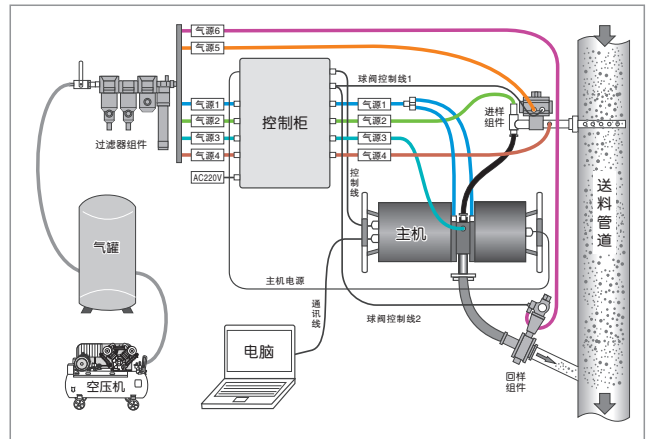 气源6
气源5
气源1
气源2
气源3
气源4
AC220V
控制柜
球阀控制线1
气源1
气源2
气源4
进样
组件
过滤器组件
控制线
送料管道
气罐
主机
主机电源
通讯线
球阀控制线2
电脑
空压机
回样
组件
气源3